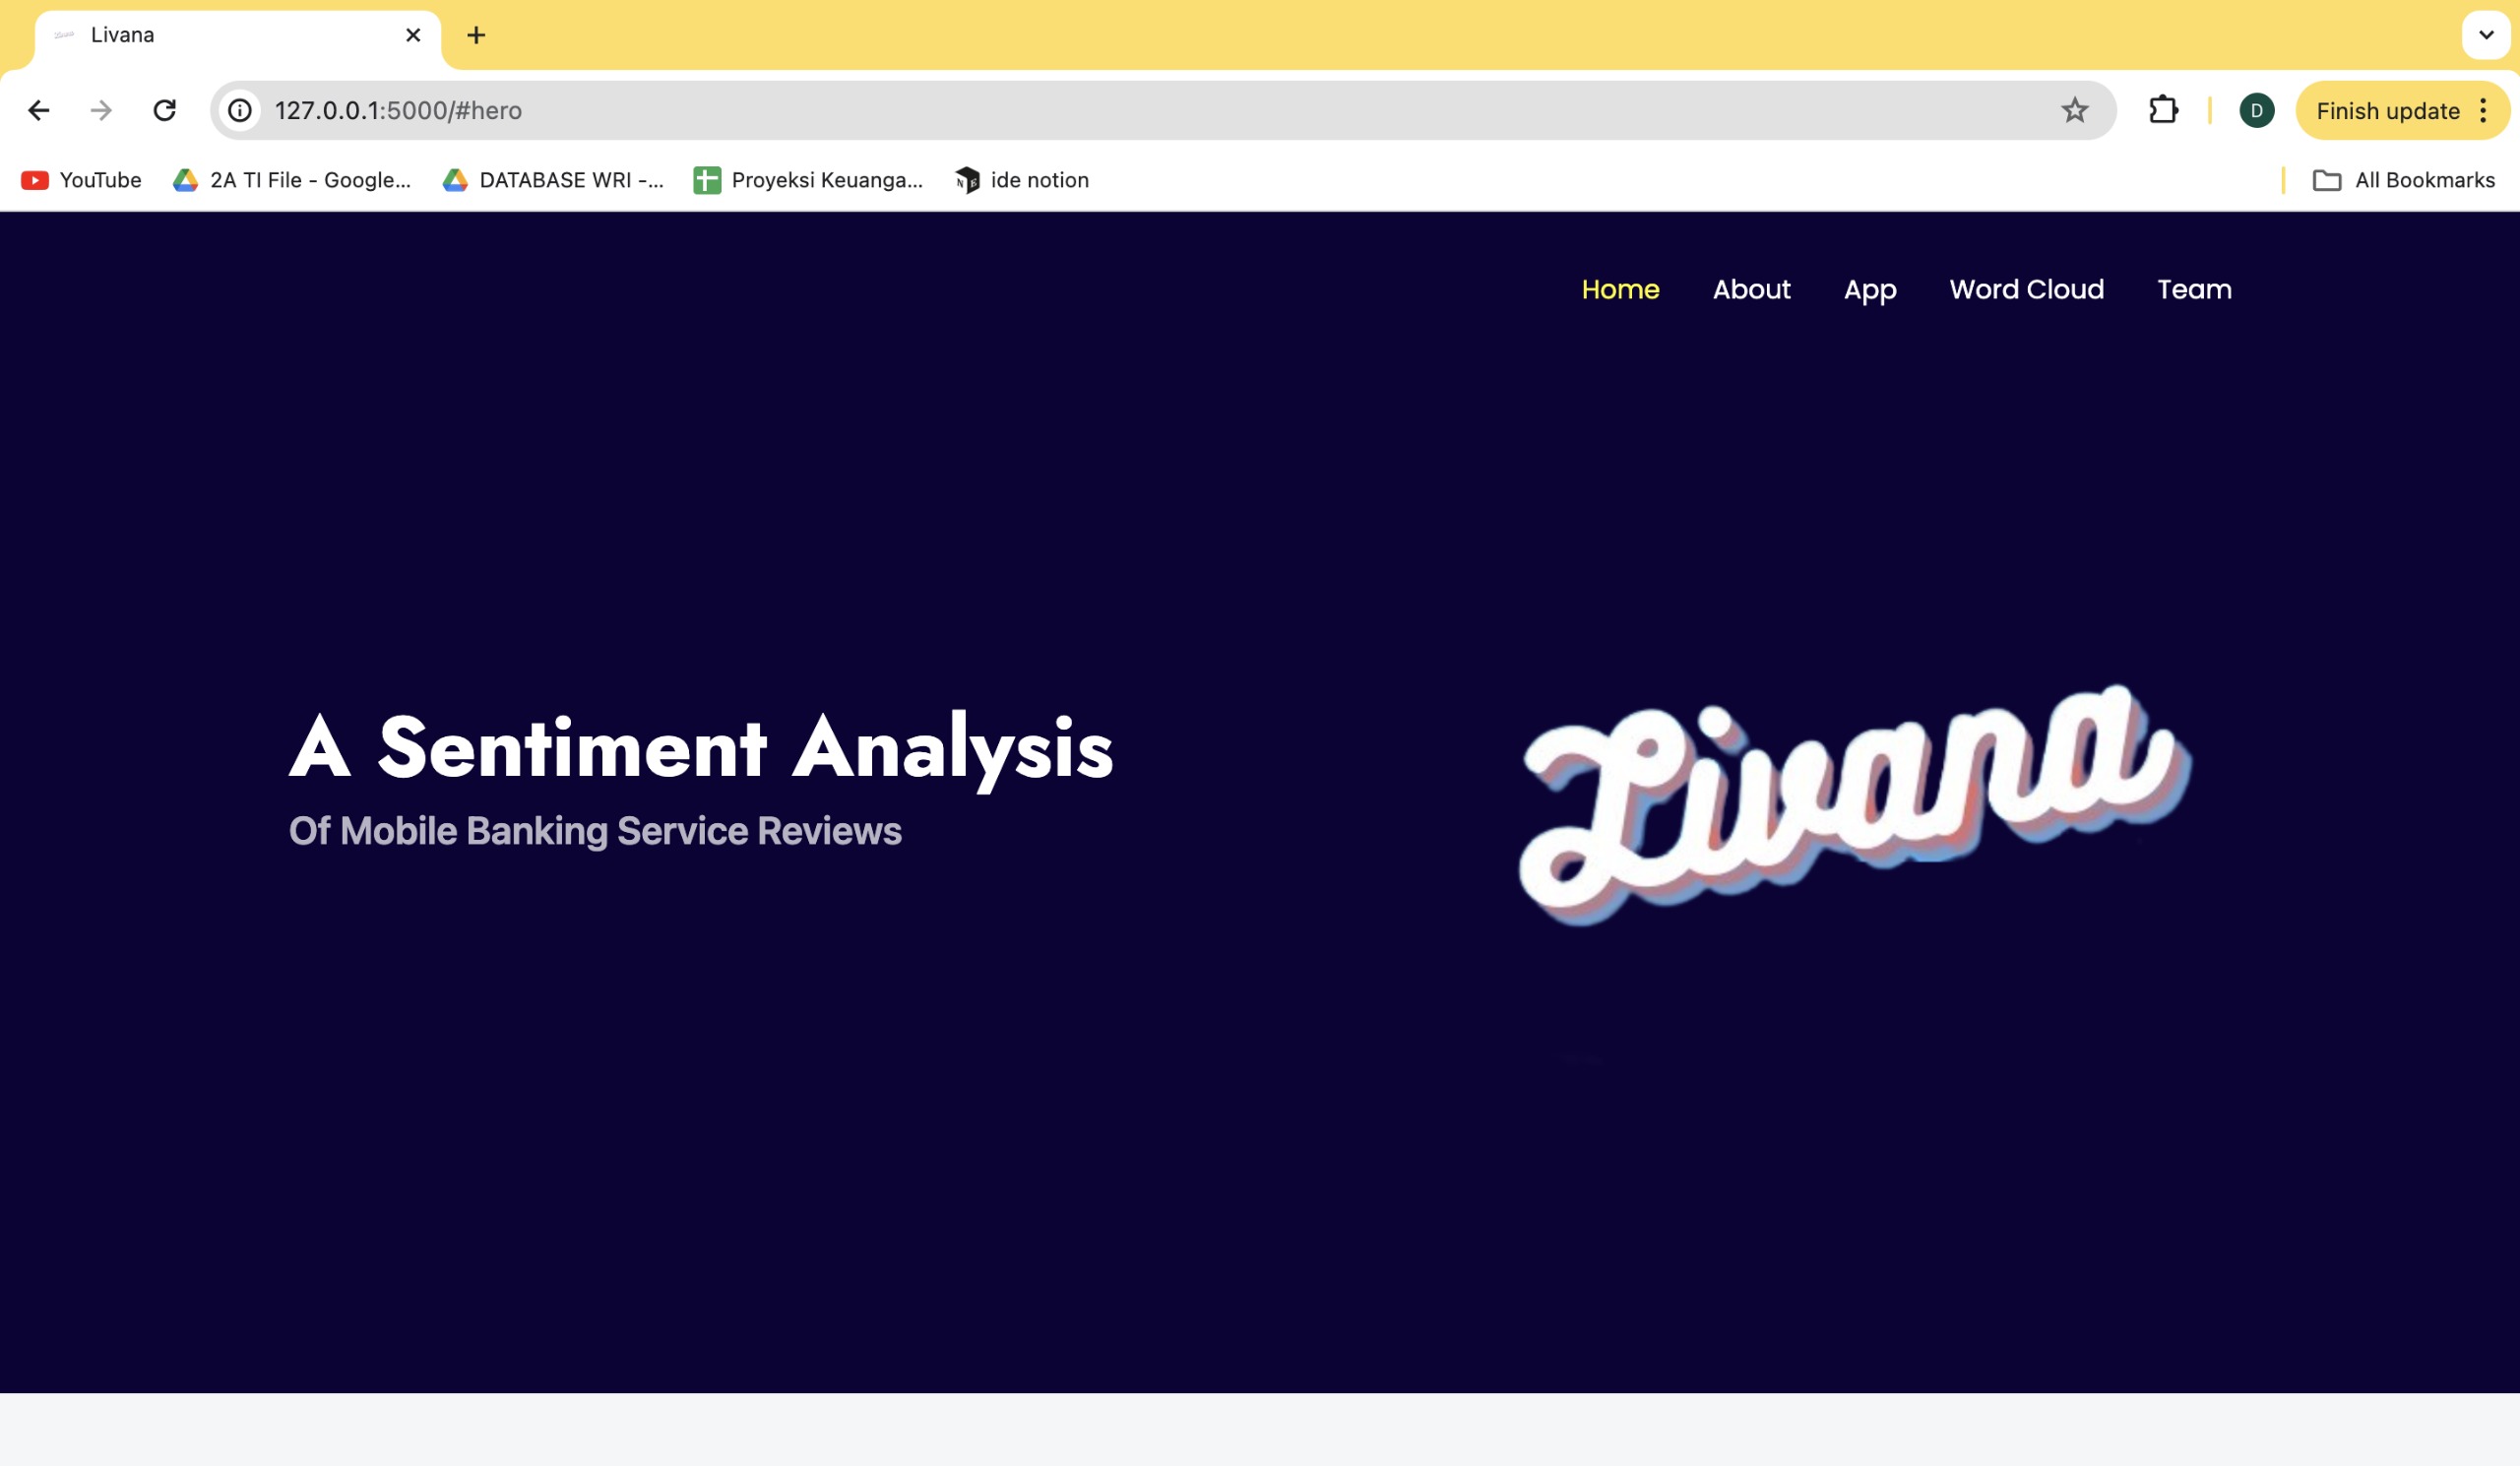 Livana
127.0.0.1:5000/#hero
D
Finish update
YouTube
2A TI File - Google...
DATABASE WRI -...
Proyeksi Keuanga...
ide notion
All Bookmarks
Home About App Word Cloud Team
A Sentiment Analysis
Of Mobile Banking Service Reviews
Livana